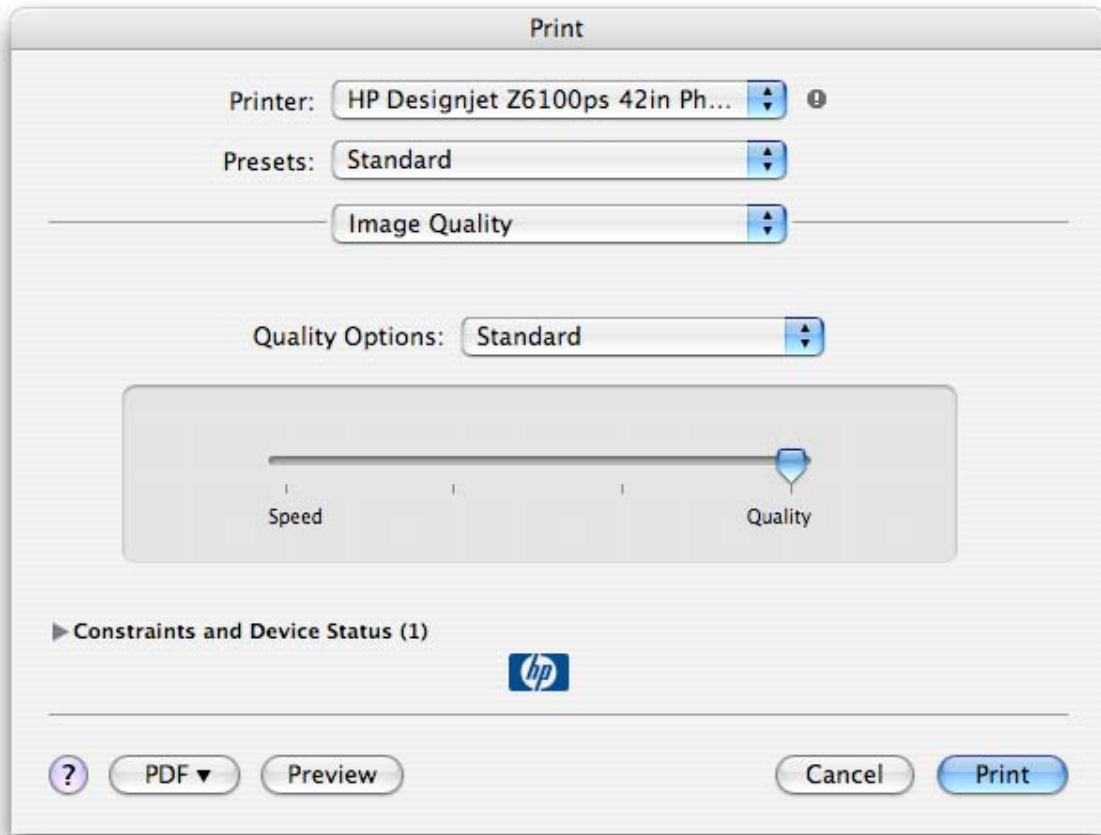 Print
Printer: HP Designjet Z6100ps 42in Ph...
Presets: Standard
Image Quality
Quality Options: Standard
Speed Quality
Constraints and Device Status (1)
hp
? PDF ▼ Preview Cancel Print